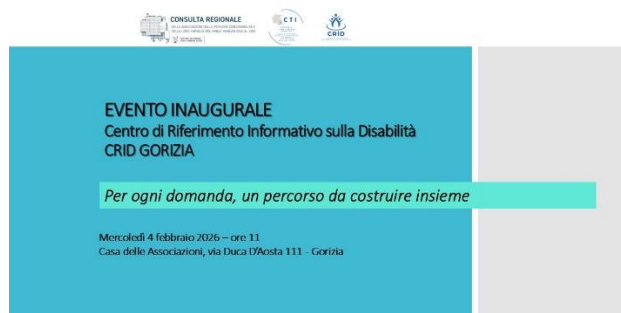 CONSULTA REGIONALE
CTI
CRID
EVENTO INAUGURALE
Centro di Riferimento Informativo sulla Disabilità
CRID GORIZIA
Per ogni domanda, un percorso da costruire insieme
Mercoledì 4 febbraio 2026 – ore 11
Casa delle Associazioni, via Duca D'Aosta 111 - Gorizia